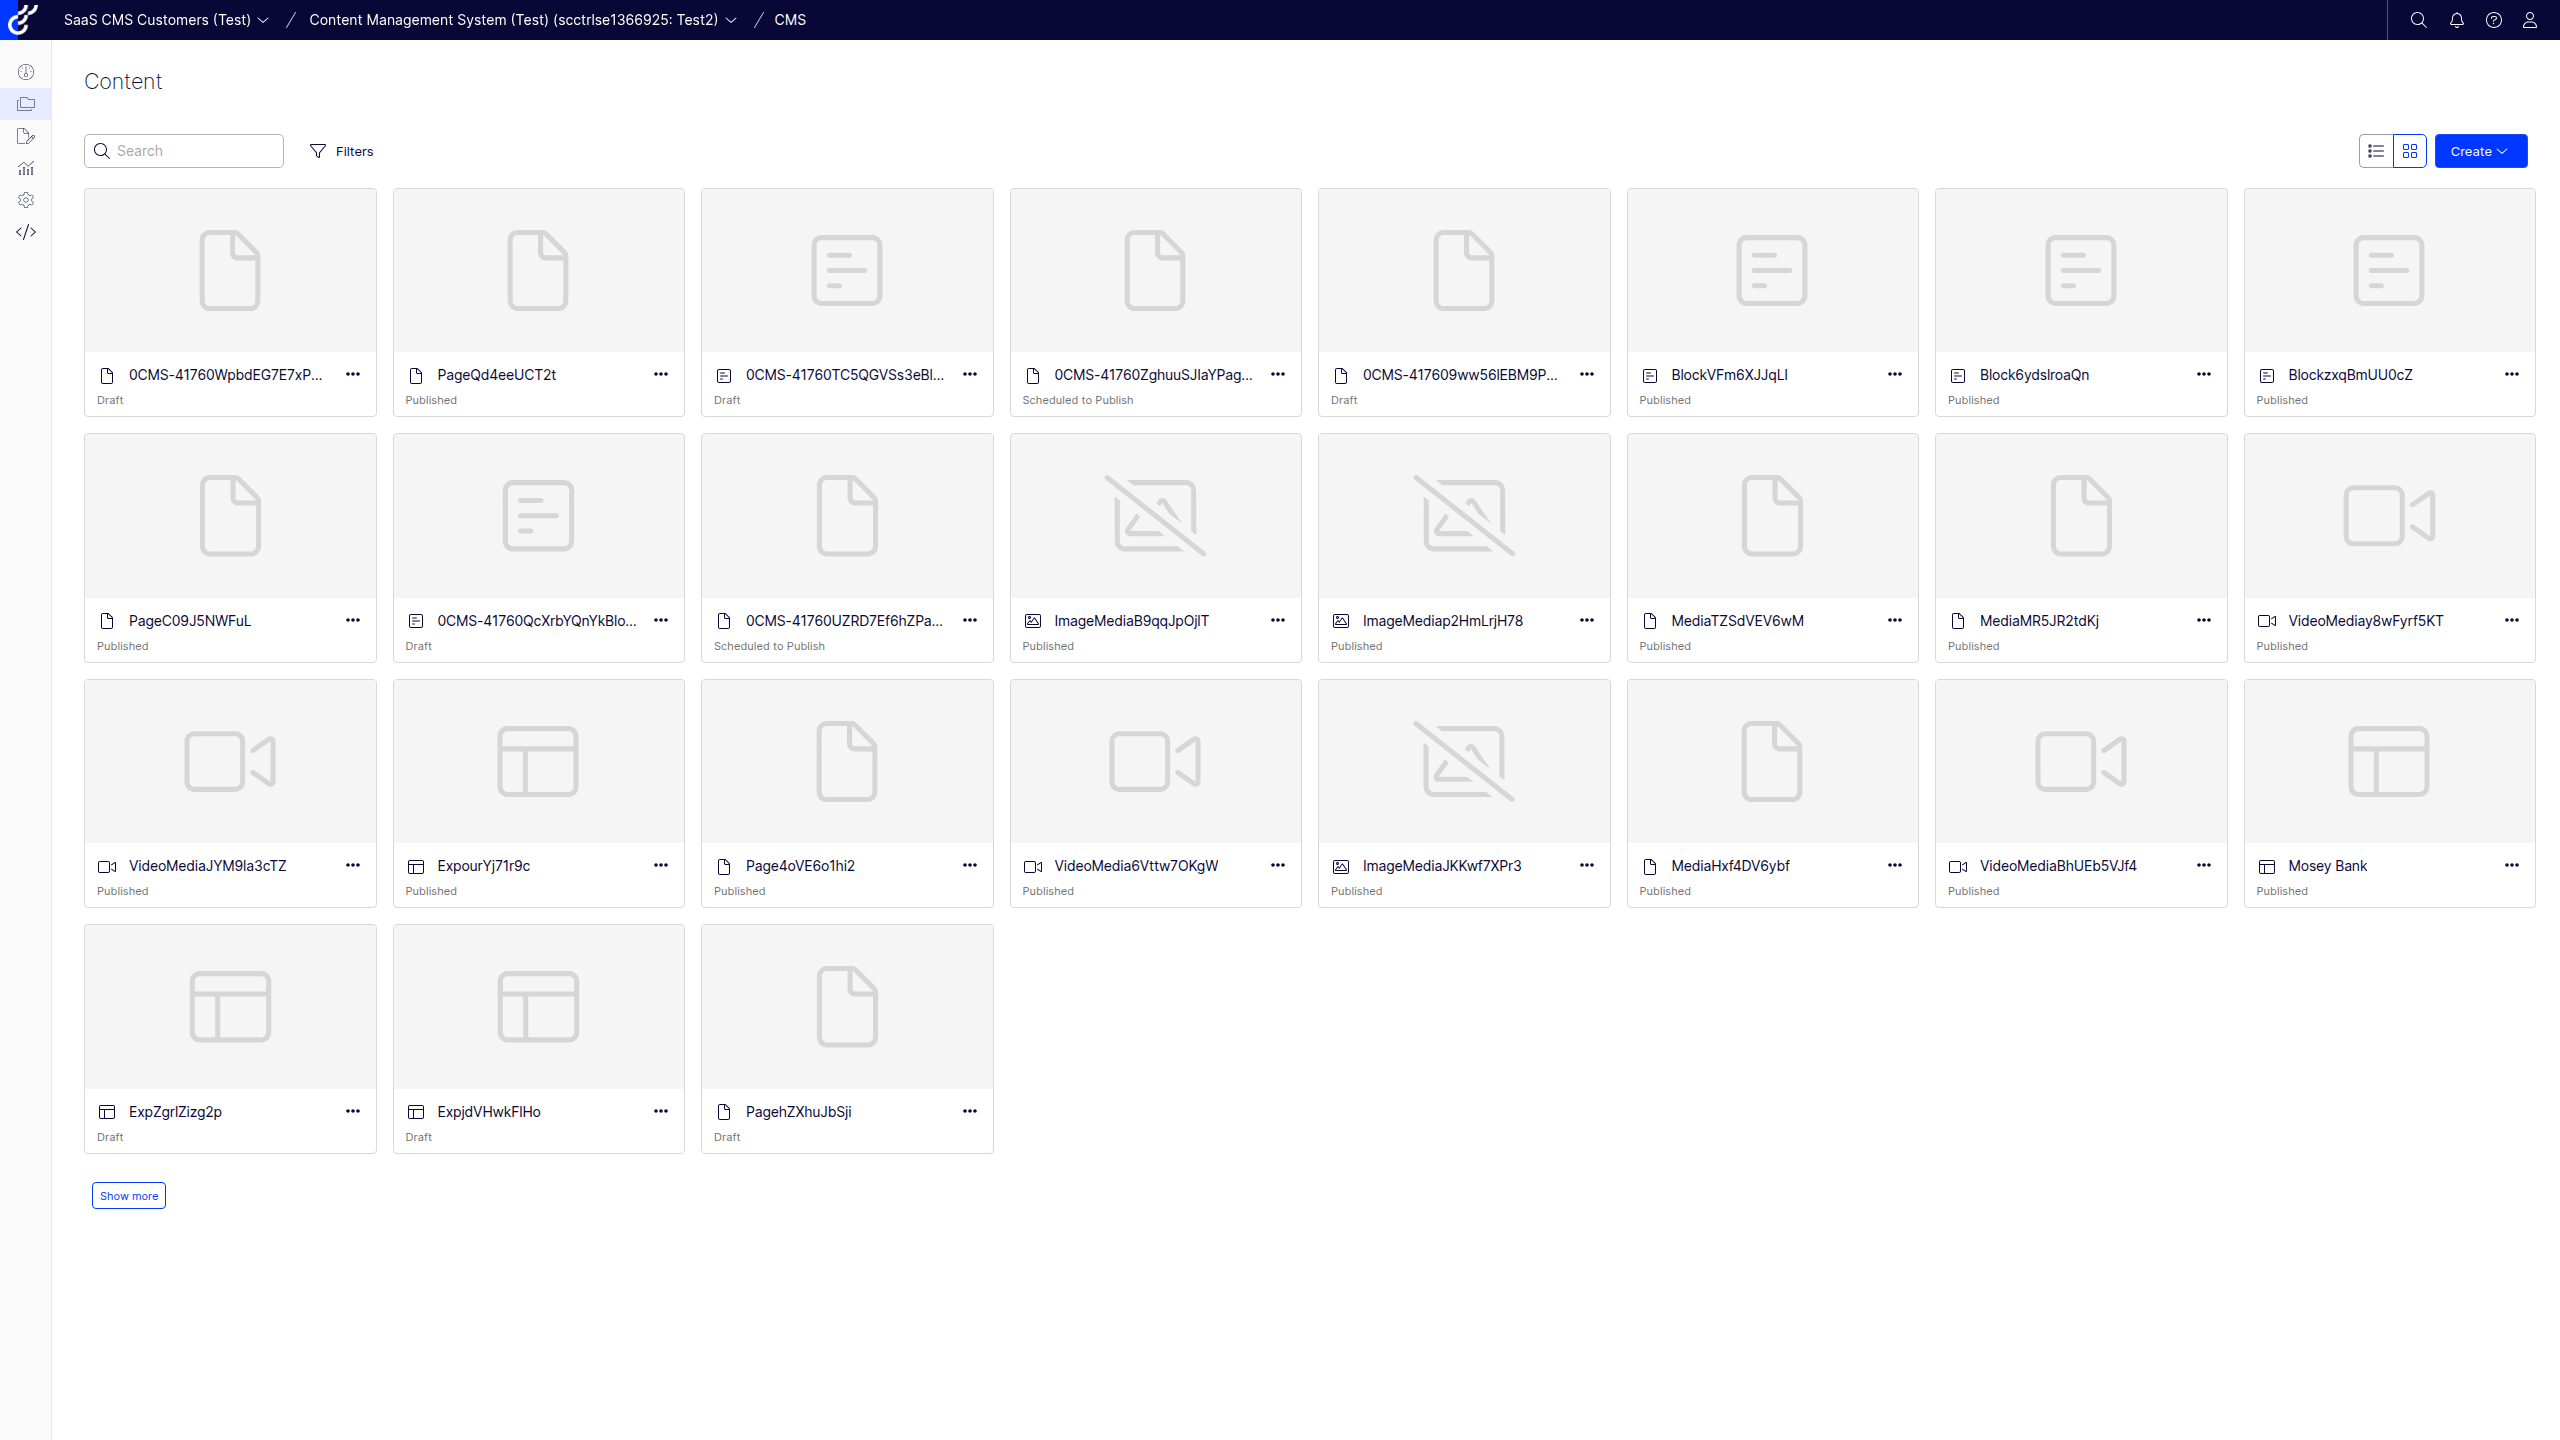 SaaS CMS Customers (Test) / Content Management System (Test) (scctrlse1366925: Test2) / CMS
Content
Search Filters Create
0CMS-41760WpbdEG7E7xP... PageQd4eeUCT2t 0CMS-41760TC5QGVSs3eBl... 0CMS-41760ZghuuSJlaYPag... 0CMS-417609ww56lEBM9P... BlockVFm6XJJqLI Block6ydslroaQn BlockzxqBmUU0cZ
Draft Published Draft Scheduled to Publish Draft Published Published Published
PageC09J5NWFuL 0CMS-41760QcXrbYQnYkBlo... 0CMS-41760UZRD7Ef6hZPa... ImageMediaB9qqJpOjlT ImageMediap2HmLrjH78 MediaTZSdVEV6wM MediaMR5JR2tdKj VideoMediay8wFyrf5KT
Published Draft Scheduled to Publish Published Published Published Published Published
VideoMediaJYM9la3cTZ ExpourYj71r9c Page4oVE6o1hi2 VideoMedia6Vttw7OKgW ImageMediaJKKwf7XPr3 MediaHxf4DV6ybf VideoMediaBhUEb5VJf4 Mosey Bank
Published Published Published Published Published Published Published Published
ExpZgrlZizg2p ExpjdVHwkFlHo PagehZXhuJbSji
Draft Draft Draft
Show more